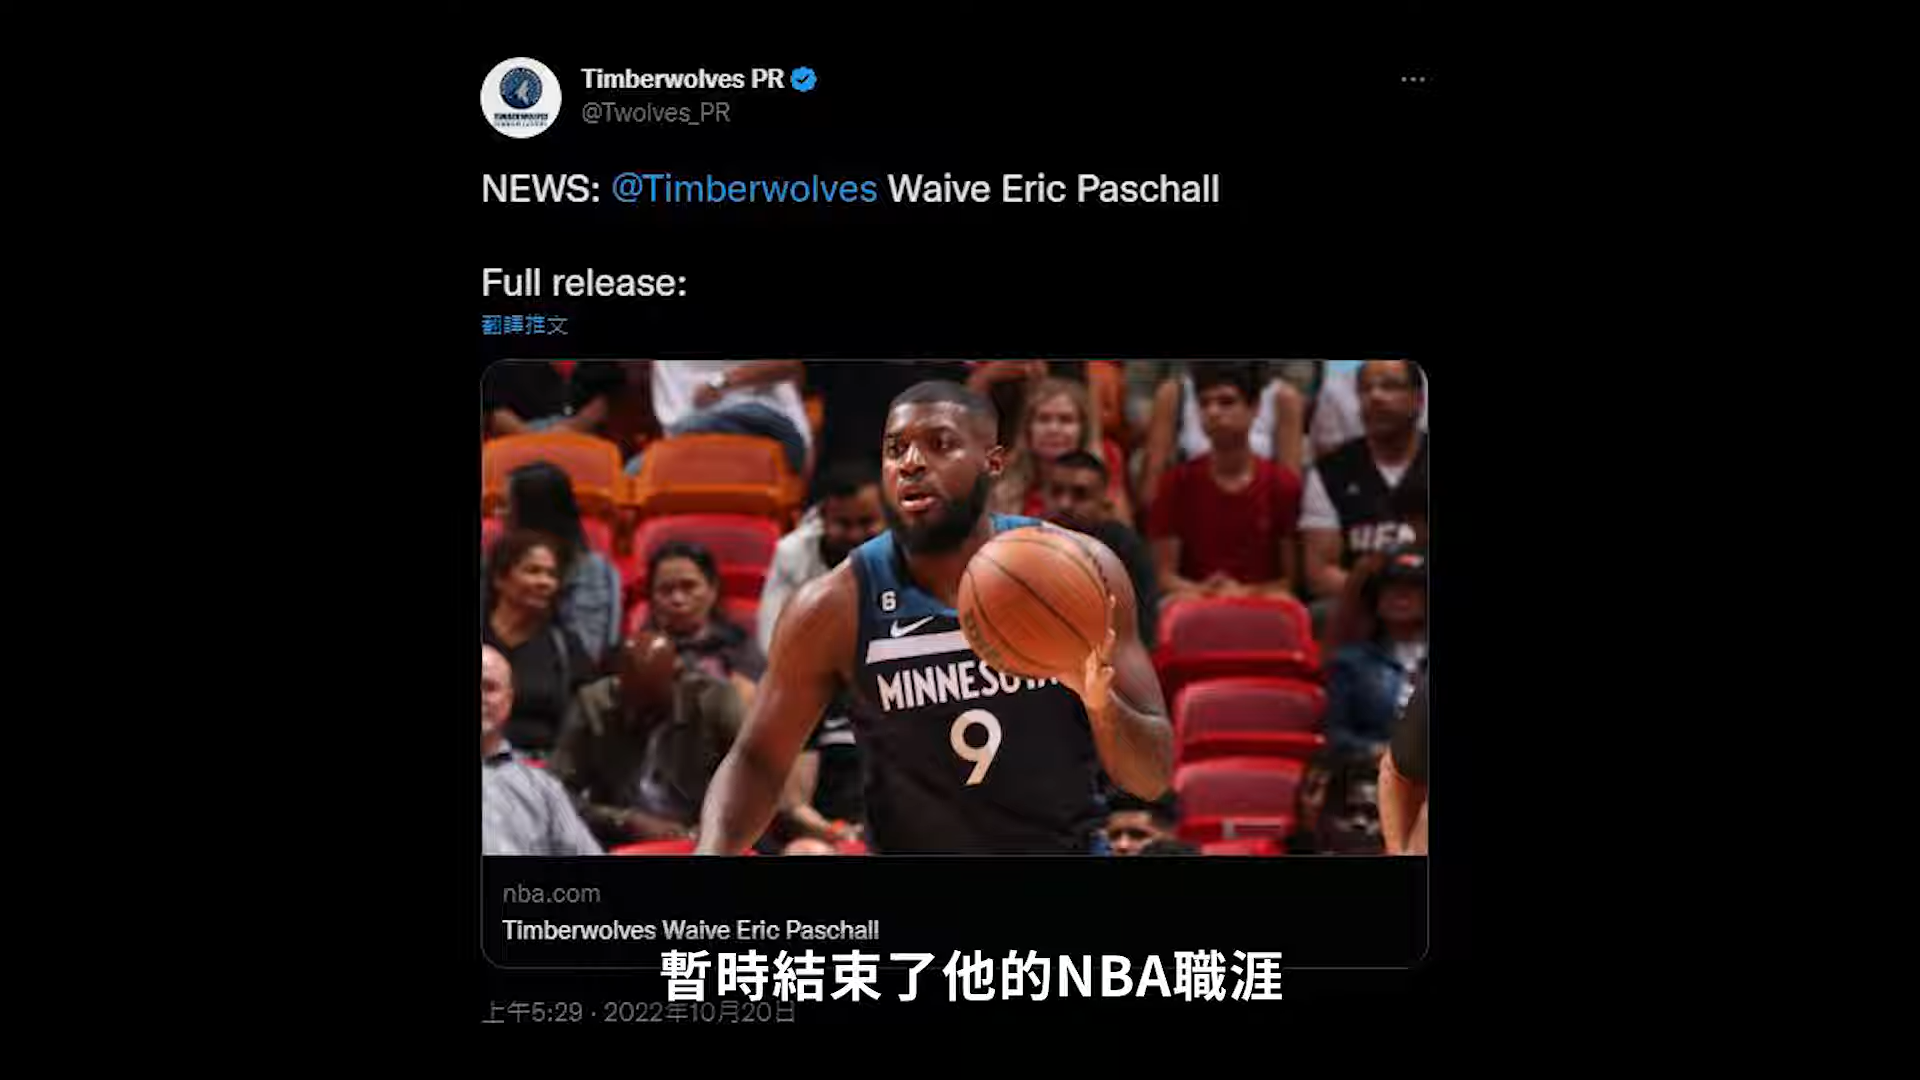 Timberwolves PR
@Twolves_PR
NEWS: @Timberwolves Waive Eric Paschall
Full release:
翻譯推文
6
MINNESOTA
9
nba.com
Timberwolves Waive Eric Paschall
暫時結束了他的NBA職涯
上午5:29 · 2022年10月20日